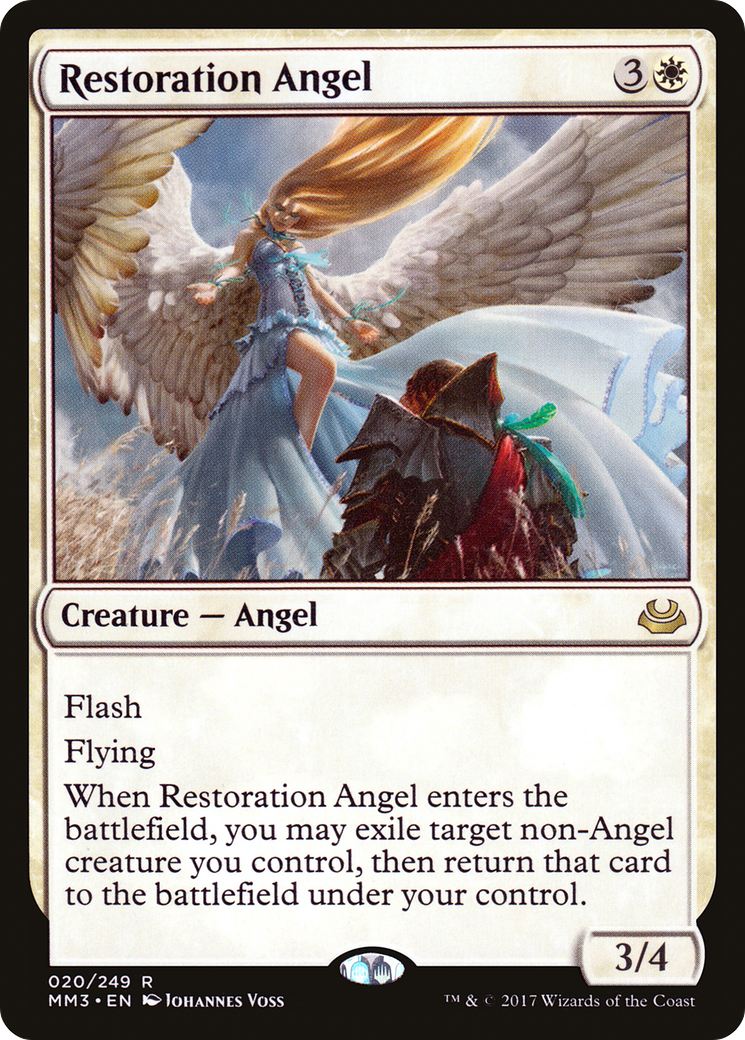 Restoration Angel 3
Creature — Angel
Flash
Flying
When Restoration Angel enters the
battlefield, you may exile target non-Angel
creature you control, then return that card
to the battlefield under your control.
3/4
020/249 R
MM3 • EN Johannes Voss
™ & © 2017 Wizards of the Coast